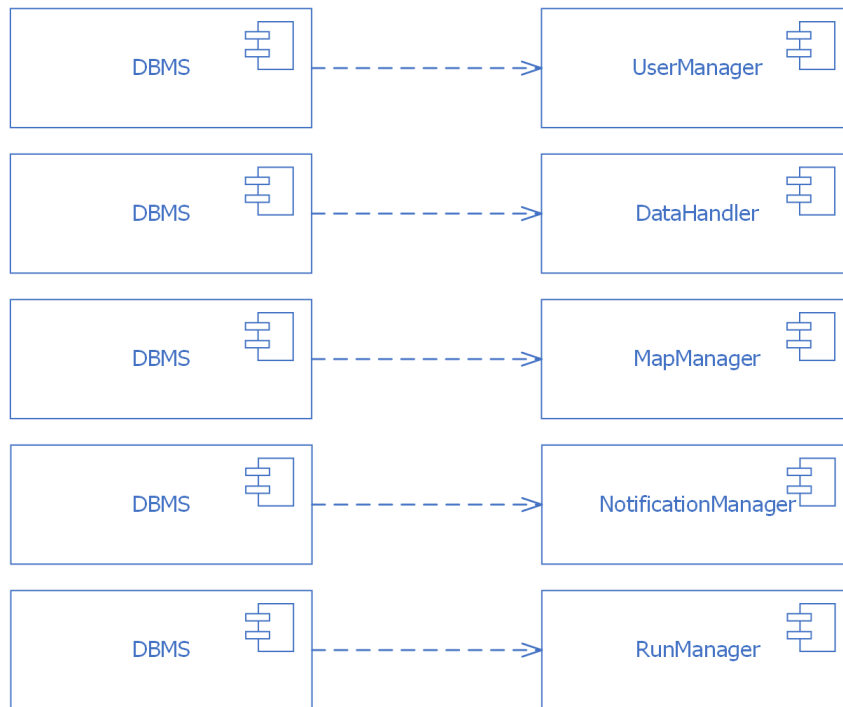 DBMS
UserManager
DBMS
DataHandler
DBMS
MapManager
DBMS
NotificationManager
DBMS
RunManager